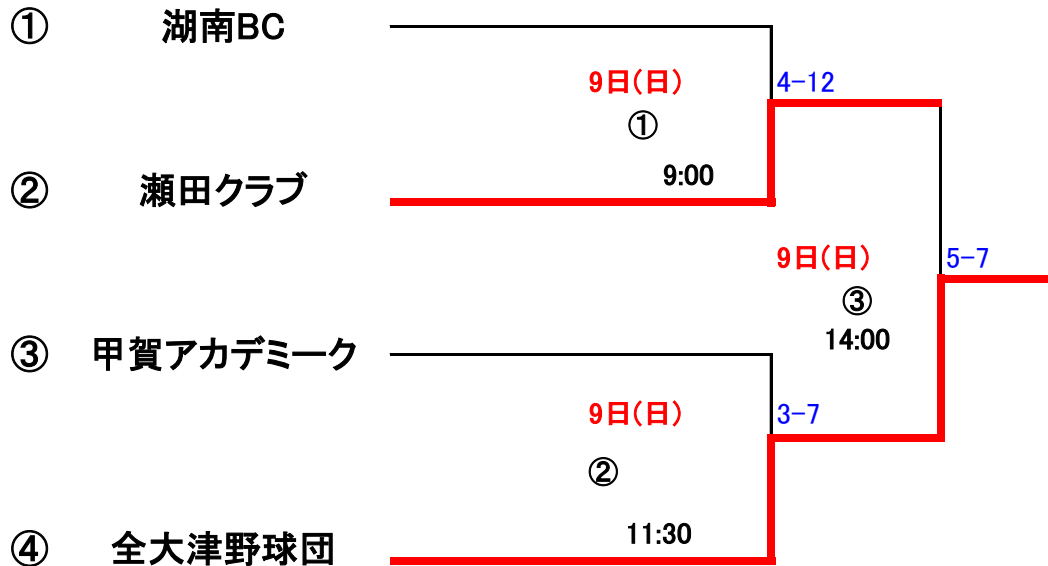 ① 湖南BC
9日(日) 4-12
①
9:00
② 瀬田クラブ
9日(日) 5-7
③
14:00
③ 甲賀アカデミーク
9日(日) 3-7
②
11:30
④ 全大津野球団